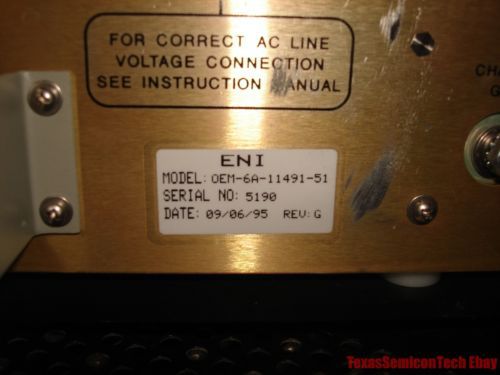 FOR CORRECT AC LINE
VOLTAGE CONNECTION
SEE INSTRUCTION MANUAL
ENI
MODEL: OEM-6A-11491-51
SERIAL NO: 5190
DATE: 09/06/95 REV: G
TexasSemiconTech Ebay